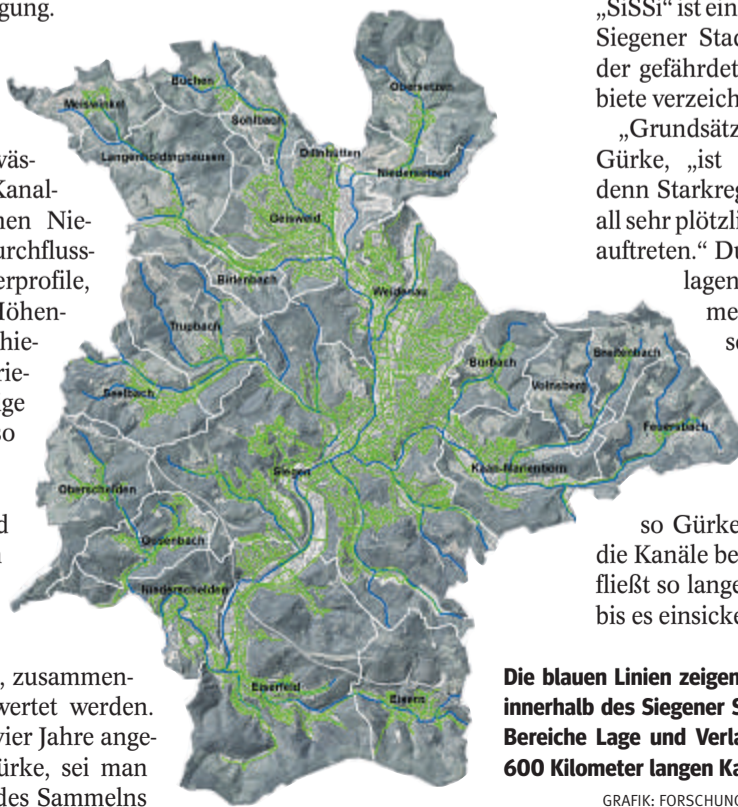 gung.
wäs-
Kanal-
nen Nie-
urchfluss-
erprofile,
Höhen-
hie-
rie-
ge
so
d
, zusammen-
wertet werden.
vier Jahre ange-
ürke, sei man
des Sammelns
Buchen
Meiswinkel
Sohlbach
Obersetzen
Langenholdinghausen
Dillnhütten
Niedersetzen
Geisweid
Birlenbach
Weidenau
Trupbach
Seelbach
Bürbach
Breitenbach
Volnsberg
Feuersbach
Kaan-Marienborn
Siegen
Oberschelden
Gosenbach
Niederschelden
Eiserfeld
Eisern
„SiSSi“ ist ein
Siegener Stad
der gefährdet
biete verzeich
„Grundsätz
Gürke, „ist
denn Starkreg
all sehr plötzli
auftreten.“ Du
lagen
me
so
so Gürke
die Kanäle be
fließt so lange
bis es einsicke
Die blauen Linien zeigen
innerhalb des Siegener S
Bereiche Lage und Verla
600 Kilometer langen Ka
GRAFIK: FORSCHUNG